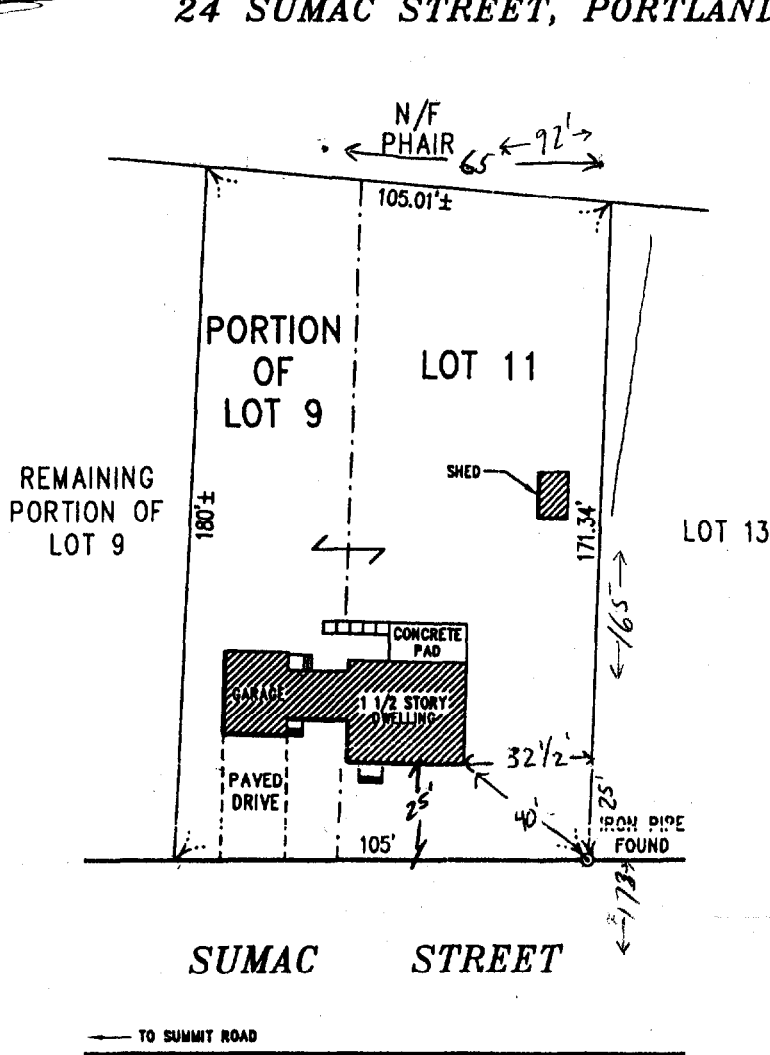 24 SUMAC STREET, PORTLAND
N/F
PHAIR
92'
65
105.01'±
PORTION
OF
LOT 9
LOT 11
REMAINING
PORTION OF
LOT 9
180'±
SHED
171.34'
LOT 13
165
CONCRETE
PAD
GARAGE
1 1/2 STORY
DWELLING
32 1/2'
PAVED
DRIVE
25'
40'
25'
IRON PIPE
FOUND
105'
173
SUMAC STREET
TO SUMMIT ROAD